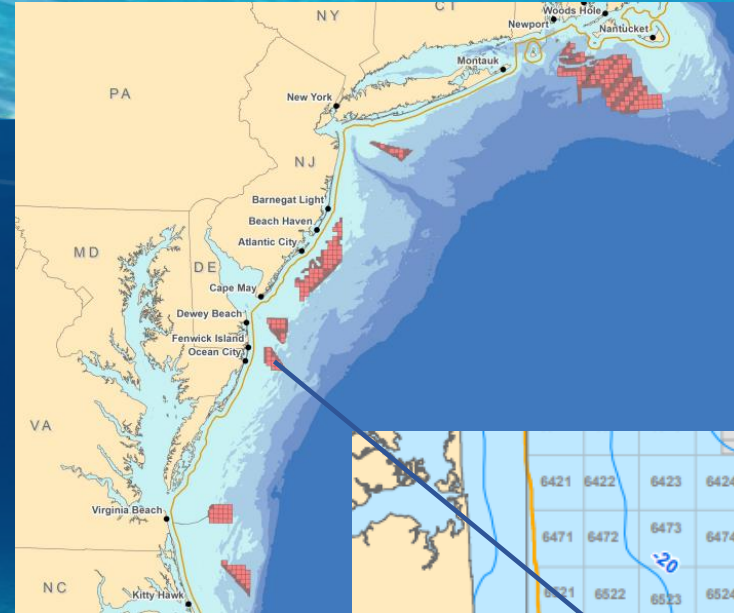 NY
CT
Woods Hole
Newport
Nantucket
Montauk
PA
New York
NJ
Barnegat Light
Beach Haven
Atlantic City
MD
DE
Cape May
Dewey Beach
Fenwick Island
Ocean City
VA
Virginia Beach
NC
Kitty Hawk
6421 6422 6423 6424
6471 6472 6473 6474
-20
6521 6522 6523 6524